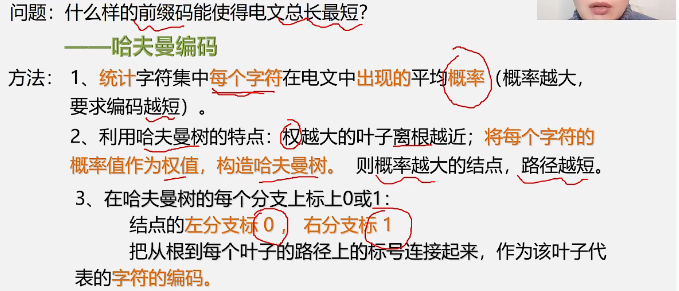 问题：什么样的前缀码能使得电文总长最短？
——哈夫曼编码
方法：1、统计字符集中每个字符在电文中出现的平均概率（概率越大，
要求编码越短）。
2、利用哈夫曼树的特点：权越大的叶子离根越近；将每个字符的
概率值作为权值，构造哈夫曼树。则概率越大的结点，路径越短。
3、在哈夫曼树的每个分支上标上0或1：
结点的左分支标 0 ， 右分支标 1
把从根到每个叶子的路径上的标号连接起来，作为该叶子代
表的字符的编码。